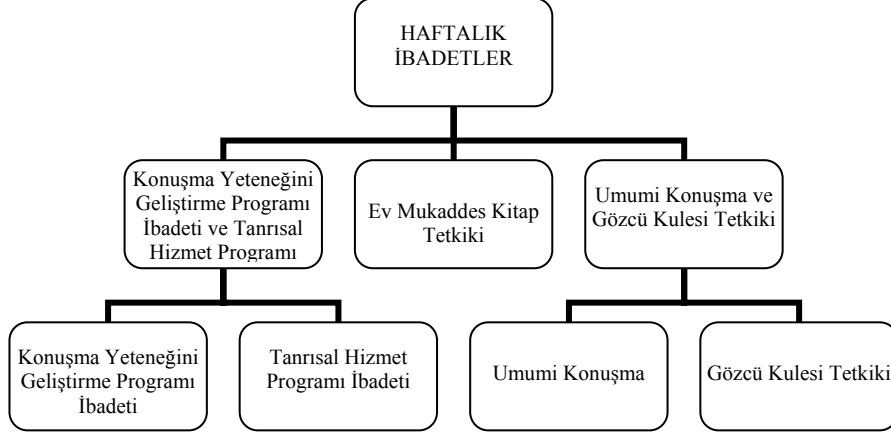 HAFTALIK
İBADETLER
Konuşma Yeteneğini
Geliştirme Programı
İbadeti ve Tanrısal
Hizmet Programı
Ev Mukaddes Kitap
Tetkiki
Umumi Konuşma ve
Gözcü Kulesi Tetkiki
Konuşma Yeteneğini
Geliştirme Programı
İbadeti
Tanrısal Hizmet
Programı İbadeti
Umumi Konuşma
Gözcü Kulesi Tetkiki